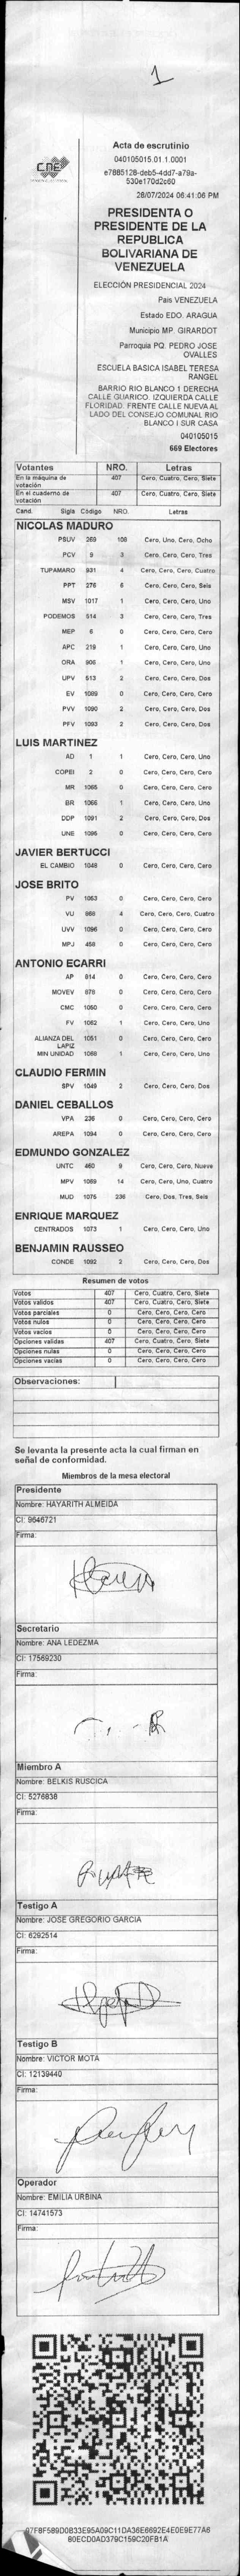 1
CNE
Acta de escrutinio
040105015.01.1.0001
e7885128-deb5-4dd7-a79a-
530e170d2c60
28/07/2024 06:41:06 PM
PRESIDENTA O
PRESIDENTE DE LA
REPUBLICA
BOLIVARIANA DE
VENEZUELA
ELECCIÓN PRESIDENCIAL 2024
Pais VENEZUELA
Estado EDO. ARAGUA
Municipio MP. GIRARDOT
Parroquia PQ. PEDRO JOSE
OVALLES
ESCUELA BASICA ISABEL TERESA
RANGEL
BARRIO RIO BLANCO 1 DERECHA
CALLE GUARICO. IZQUIERDA CALLE
FLORIDAD. FRENTE CALLE NUEVA AL
LADO DEL CONSEJO COMUNAL RIO
BLANCO I SUR CASA
040105015
669 Electores
Votantes NRO. Letras
En la máquina de votación 407 Cero, Cuatro, Cero, Siete
En el cuaderno de votación 407 Cero, Cuatro, Cero, Siete
Cand. Sigla Código NRO. Letras
NICOLAS MADURO
PSUV 269 108 Cero, Uno, Cero, Ocho
PCV 9 3 Cero, Cero, Cero, Tres
TUPAMARO 931 4 Cero, Cero, Cero, Cuatro
PPT 276 6 Cero, Cero, Cero, Seis
MSV 1017 1 Cero, Cero, Cero, Uno
PODEMOS 514 3 Cero, Cero, Cero, Tres
MEP 6 0 Cero, Cero, Cero, Cero
APC 219 1 Cero, Cero, Cero, Uno
ORA 906 1 Cero, Cero, Cero, Uno
UPV 513 2 Cero, Cero, Cero, Dos
EV 1089 0 Cero, Cero, Cero, Cero
PVV 1090 2 Cero, Cero, Cero, Dos
PFV 1093 2 Cero, Cero, Cero, Dos
LUIS MARTINEZ
AD 1 1 Cero, Cero, Cero, Uno
COPEI 2 0 Cero, Cero, Cero, Cero
MR 1065 0 Cero, Cero, Cero, Cero
BR 1066 1 Cero, Cero, Cero, Uno
DDP 1091 2 Cero, Cero, Cero, Dos
UNE 1095 0 Cero, Cero, Cero, Cero
JAVIER BERTUCCI
EL CAMBIO 1048 0 Cero, Cero, Cero, Cero
JOSE BRITO
PV 1053 0 Cero, Cero, Cero, Cero
VU 968 4 Cero, Cero, Cero, Cuatro
UVV 1096 0 Cero, Cero, Cero, Cero
MPJ 458 0 Cero, Cero, Cero, Cero
ANTONIO ECARRI
AP 814 0 Cero, Cero, Cero, Cero
MOVEV 878 0 Cero, Cero, Cero, Cero
CMC 1050 0 Cero, Cero, Cero, Cero
FV 1052 1 Cero, Cero, Cero, Uno
ALIANZA DEL LAPIZ 1051 0 Cero, Cero, Cero, Cero
MIN UNIDAD 1068 1 Cero, Cero, Cero, Uno
CLAUDIO FERMIN
SPV 1049 2 Cero, Cero, Cero, Dos
DANIEL CEBALLOS
VPA 236 0 Cero, Cero, Cero, Cero
AREPA 1094 0 Cero, Cero, Cero, Cero
EDMUNDO GONZALEZ
UNTC 460 9 Cero, Cero, Cero, Nueve
MPV 1069 14 Cero, Cero, Uno, Cuatro
MUD 1075 236 Cero, Dos, Tres, Seis
ENRIQUE MARQUEZ
CENTRADOS 1073 1 Cero, Cero, Cero, Uno
BENJAMIN RAUSSEO
CONDE 1092 2 Cero, Cero, Cero, Dos
Resumen de votos
Votos 407 Cero, Cuatro, Cero, Siete
Votos validos 407 Cero, Cuatro, Cero, Siete
Votos parciales 0 Cero, Cero, Cero, Cero
Votos nulos 0 Cero, Cero, Cero, Cero
Votos vacios 0 Cero, Cero, Cero, Cero
Opciones validas 407 Cero, Cuatro, Cero, Siete
Opciones nulas 0 Cero, Cero, Cero, Cero
Opciones vacias 0 Cero, Cero, Cero, Cero
Observaciones:
Se levanta la presente acta la cual firman en
señal de conformidad.
Miembros de la mesa electoral
Presidente
Nombre: HAYARITH ALMEIDA
CI: 9646721
Firma:
Secretario
Nombre: ANA LEDEZMA
CI: 17569230
Firma:
Miembro A
Nombre: BELKIS RUSCICA
CI: 5276838
Firma:
Testigo A
Nombre: JOSE GREGORIO GARCIA
CI: 6292514
Firma:
Testigo B
Nombre: VICTOR MOTA
CI: 12139440
Firma:
Operador
Nombre: EMILIA URBINA
CI: 14741573
Firma:
97F8F589D0B33E95A09C11DA36E6692E4E0E9E77A6
80ECD0AD379C159C20FB1A